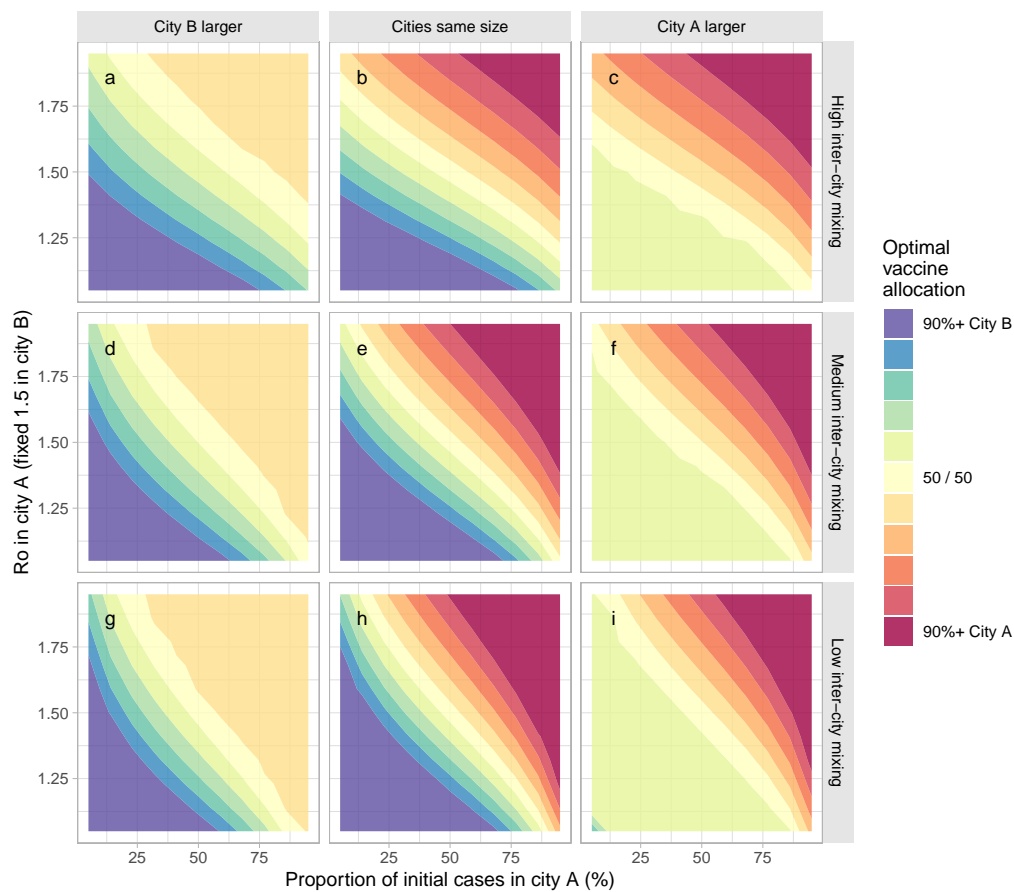 City B larger
Cities same size
City A larger
a
b
c
High inter−city mixing
1.75
1.50
1.25
d
e
f
Medium inter−city mixing
1.75
1.50
1.25
g
h
i
Low inter−city mixing
1.75
1.50
1.25
25
50
75
25
50
75
25
50
75
Proportion of initial cases in city A (%)
Ro in city A (fixed 1.5 in city B)
Optimal
vaccine
allocation
90%+ City B
50 / 50
90%+ City A